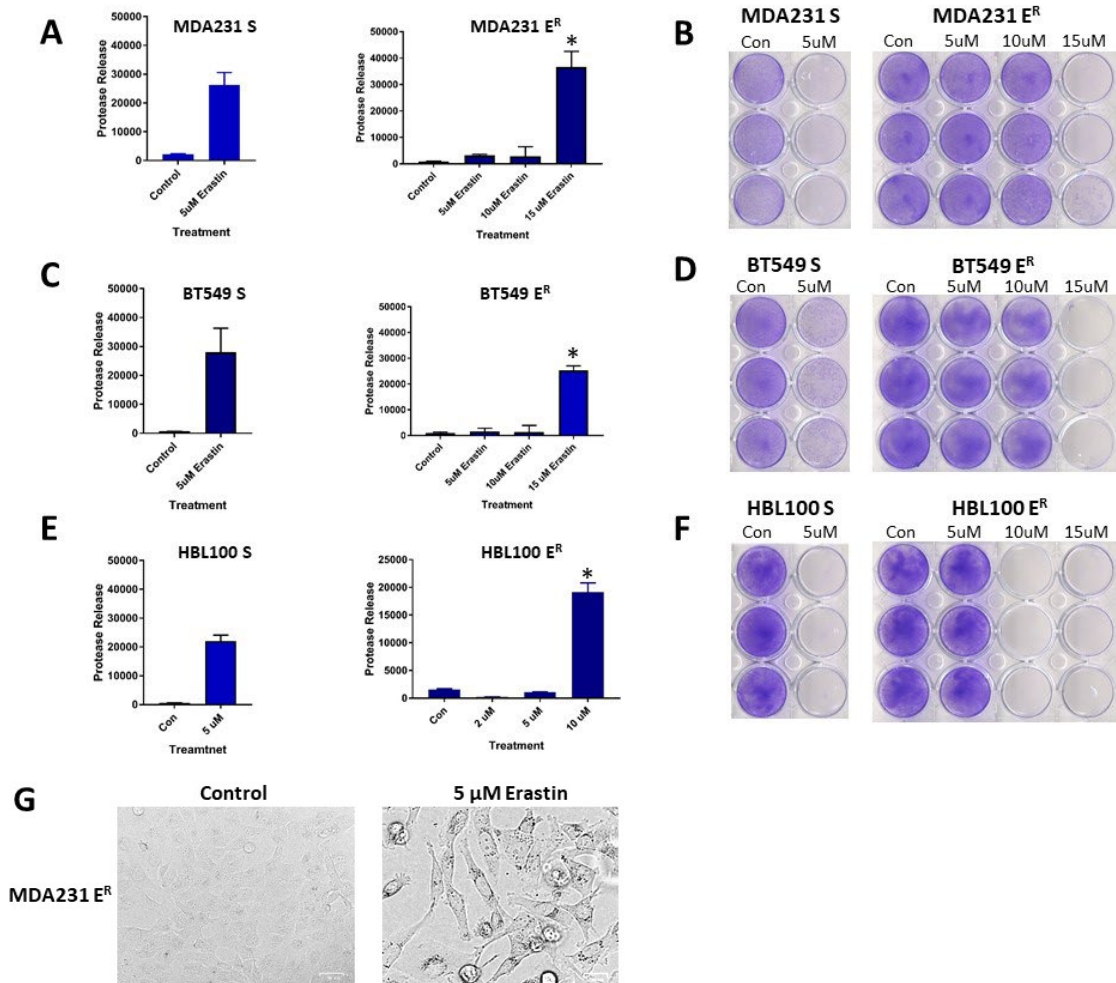 A
MDA231 S
Protease Release
50000
40000
30000
20000
10000
0
Control
5uM Erastin
Treatment
MDA231 E^R
Protease Release
50000
40000
30000
20000
10000
0
*
Control
5uM Erastin
10uM Erastin
15 uM Erastin
Treatment
B
MDA231 S
Con 5uM
MDA231 E^R
Con 5uM 10uM 15uM
C
BT549 S
Protease Release
50000
40000
30000
20000
10000
0
Control
5uM Erastin
Treatment
BT549 E^R
Protease Release
50000
40000
30000
20000
10000
0
*
Control
5uM Erastin
10uM Erastin
15 uM Erastin
Treatment
D
BT549 S
Con 5uM
BT549 E^R
Con 5uM 10uM 15uM
E
HBL100 S
Protease Release
50000
40000
30000
20000
10000
0
Con
5 uM
Treamtnet
HBL100 E^R
Protease Release
25000
20000
15000
10000
5000
0
*
Con
2 uM
5 uM
10 uM
Treatment
F
HBL100 S
Con 5uM
HBL100 E^R
Con 5uM 10uM 15uM
G
Control
5 μM Erastin
MDA231 E^R